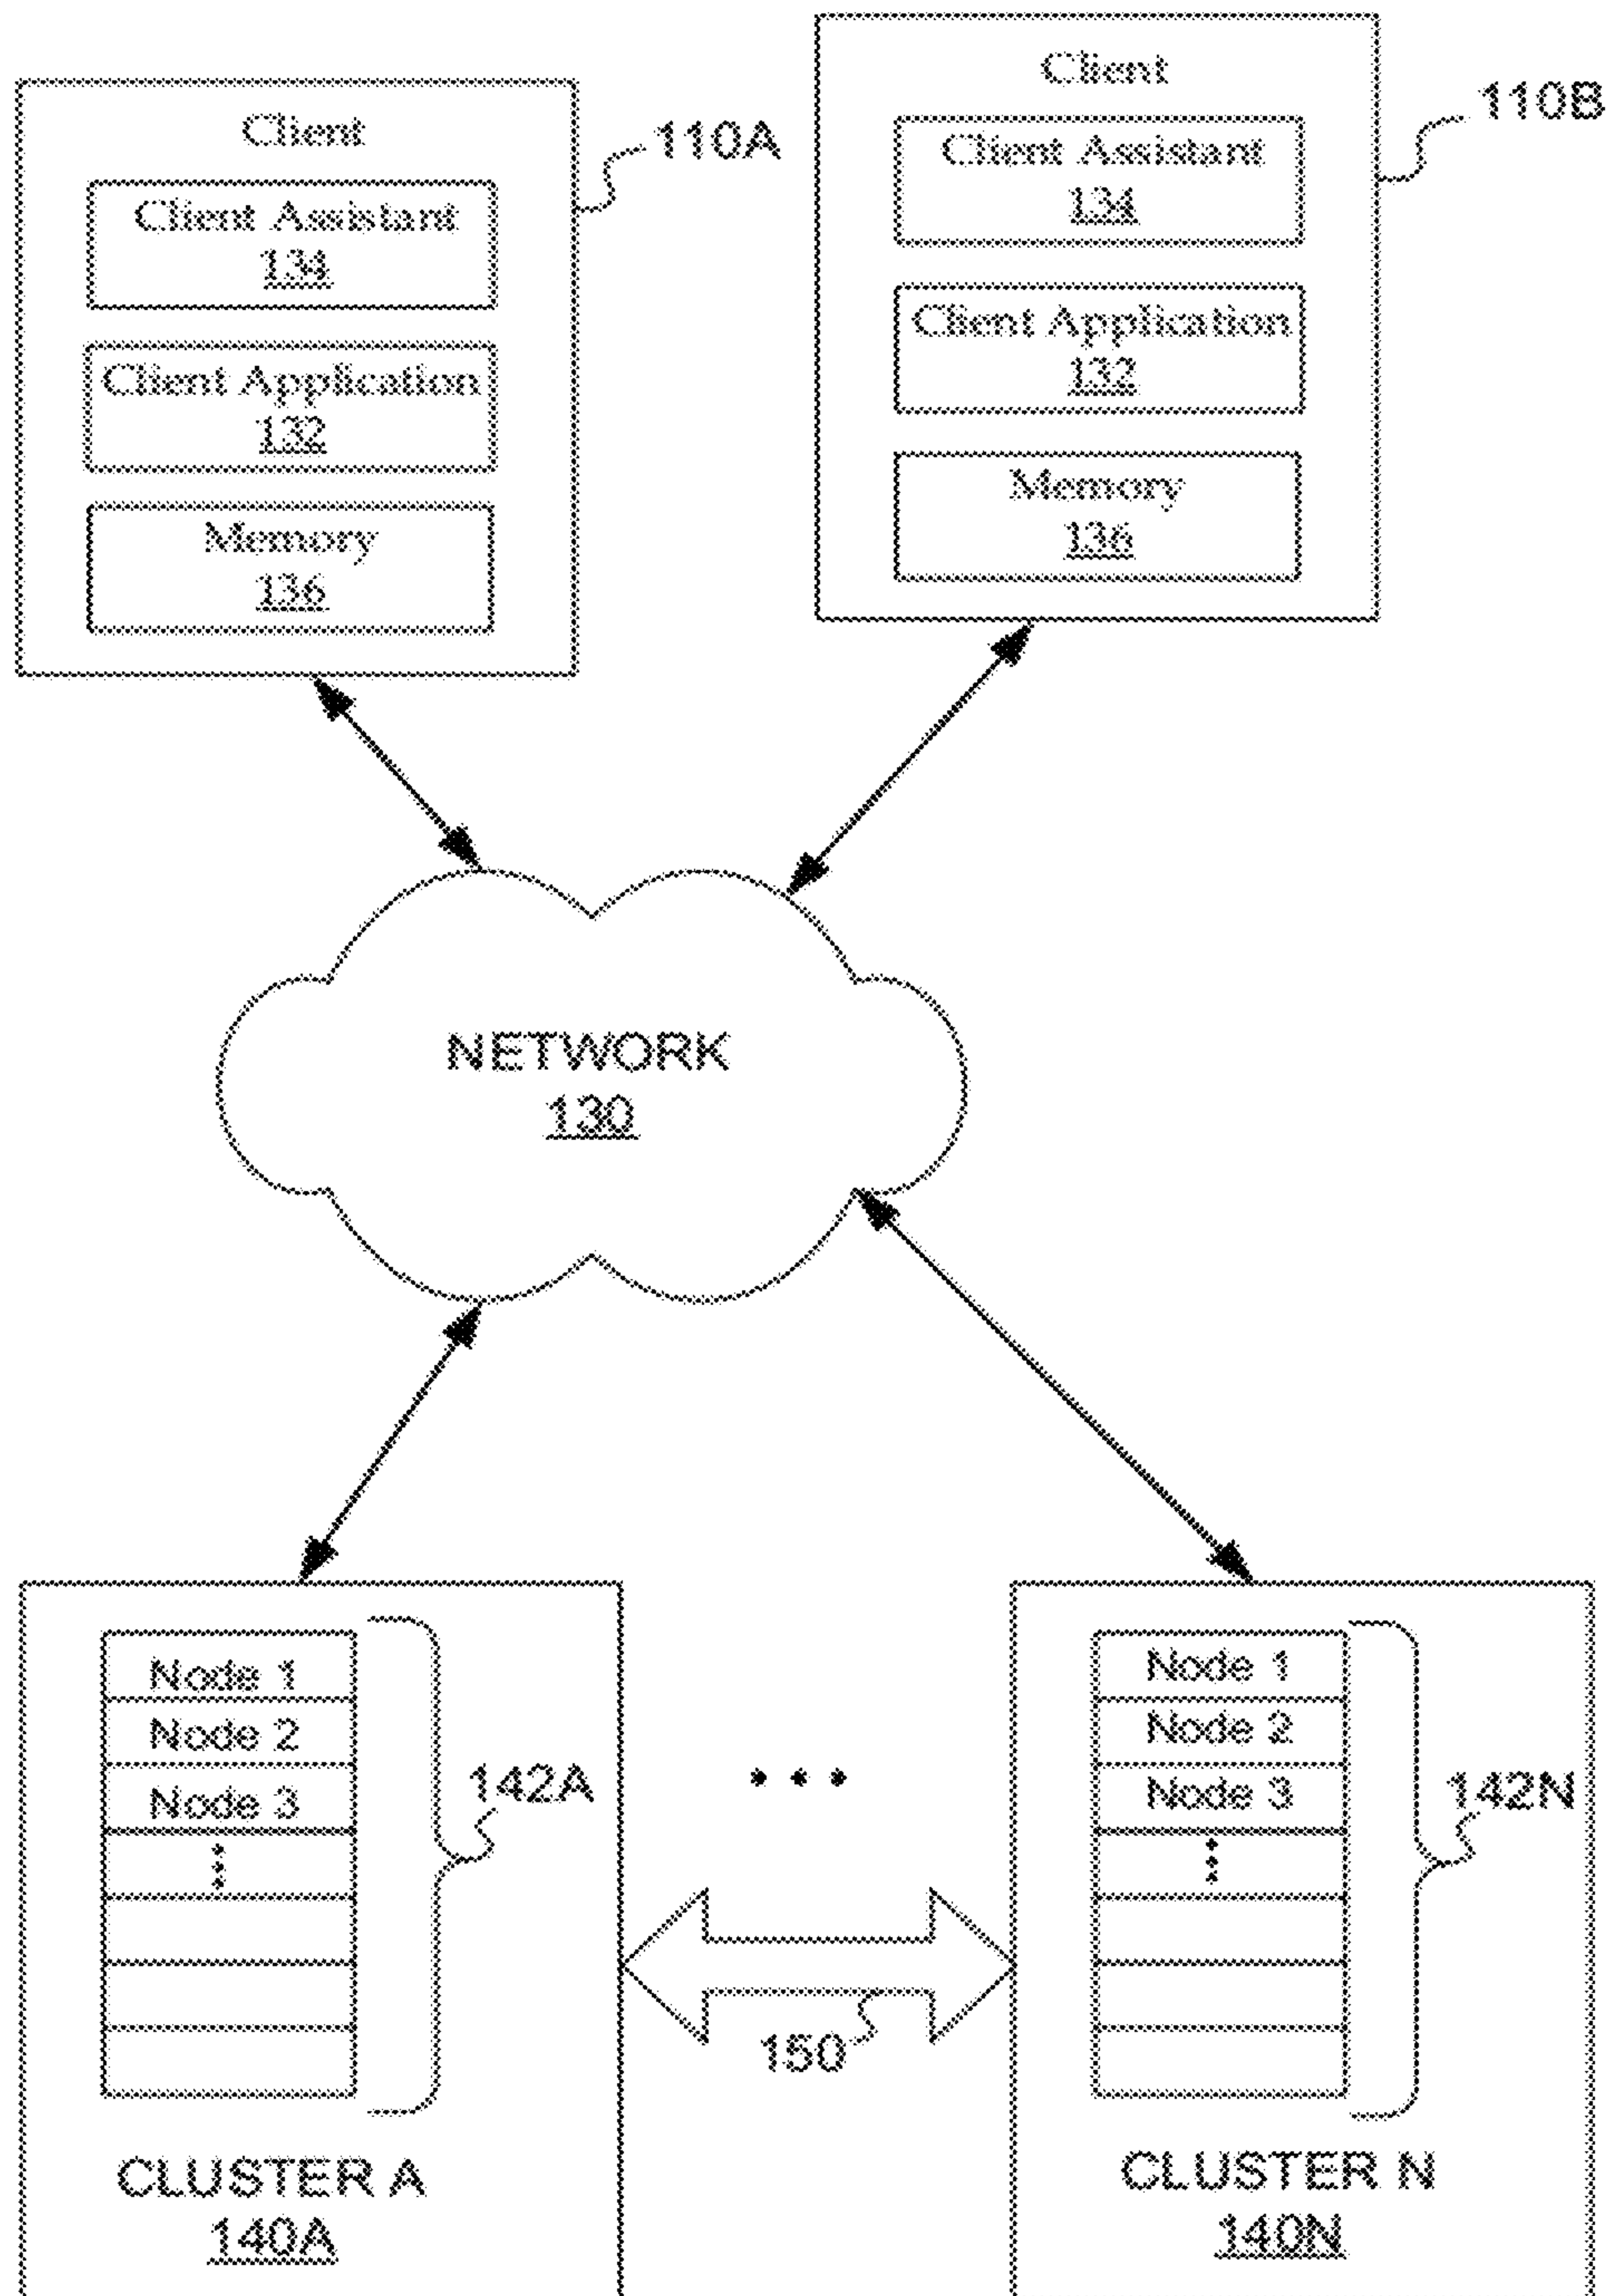 Client
Client Assistant
134
Client Application
132
Memory
136
110A
Client
Client Assistant
134
Client Application
132
Memory
136
110B
NETWORK
130
Node 1
Node 2
Node 3
142A
CLUSTER A
140A
• • •
150
Node 1
Node 2
Node 3
142N
CLUSTER N
140N